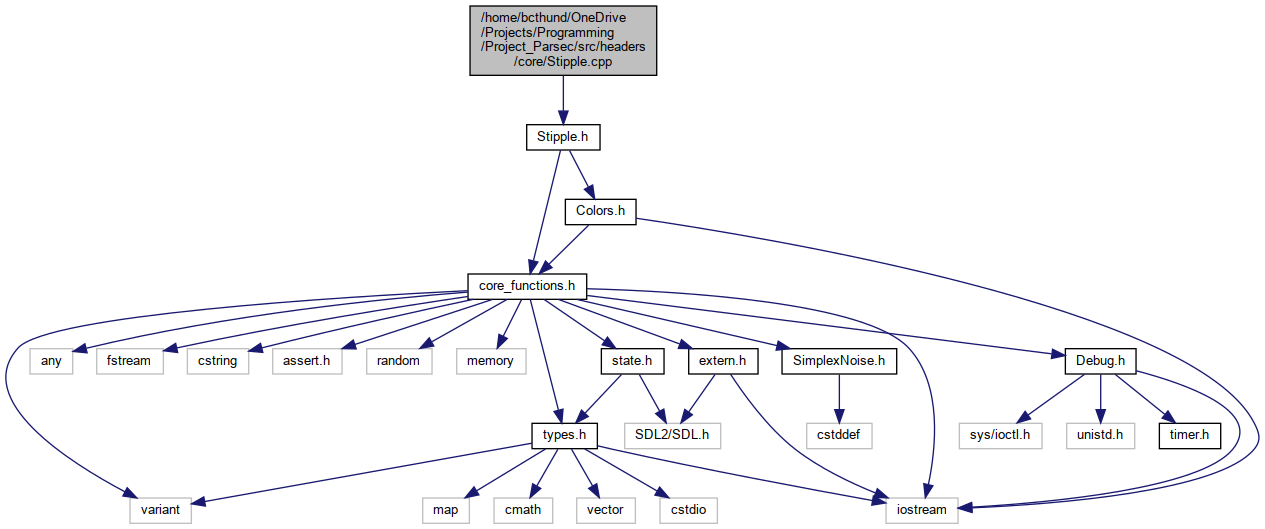 /home/bcthund/OneDrive
/Projects/Programming
/Project_Parsec/src/headers
/core/Stipple.cpp
Stipple.h
Colors.h
core_functions.h
any
fstream
cstring
assert.h
random
memory
state.h
extern.h
SimplexNoise.h
Debug.h
types.h
SDL2/SDL.h
cstddef
sys/ioctl.h
unistd.h
timer.h
variant
map
cmath
vector
cstdio
iostream